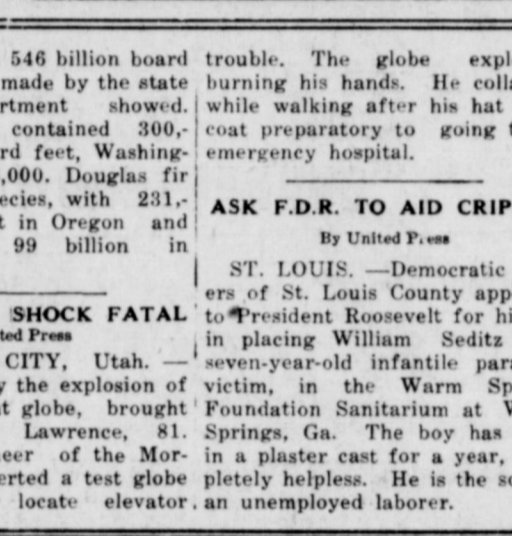 546 billion board
made by the state
rtment showed.
contained 300,-
rd feet, Washing-
,000. Douglas fir
ecies, with 231,-
t in Oregon and
99 billion in
SHOCK FATAL
ted Press
CITY, Utah. —
y the explosion of
t globe, brought
Lawrence, 81.
eer of the Mor-
erted a test globe
locate elevator
trouble. The globe expl
burning his hands. He colla
while walking after his hat
coat preparatory to going t
emergency hospital.
ASK F.D.R. TO AID CRIP
By United Press
ST. LOUIS. —Democratic
ers of St. Louis County app
to President Roosevelt for hi
in placing William Seditz
seven-year-old infantile para
victim, in the Warm Sp
Foundation Sanitarium at W
Springs, Ga. The boy has
in a plaster cast for a year,
pletely helpless. He is the so
an unemployed laborer.